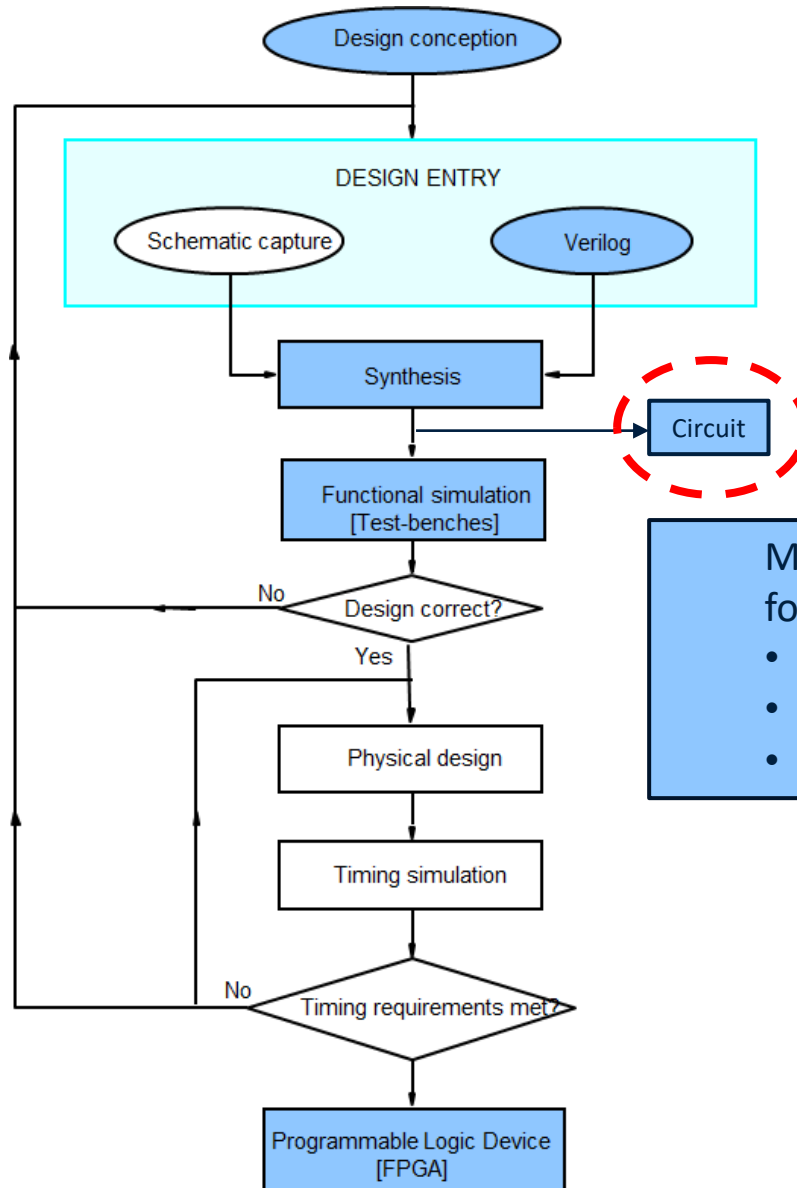 Design conception
DESIGN ENTRY
Schematic capture
Verilog
Synthesis
Circuit
Functional simulation
[Test-benches]
No
Design correct?
Yes
Physical design
Timing simulation
No
Timing requirements met?
Programmable Logic Device
[FPGA]